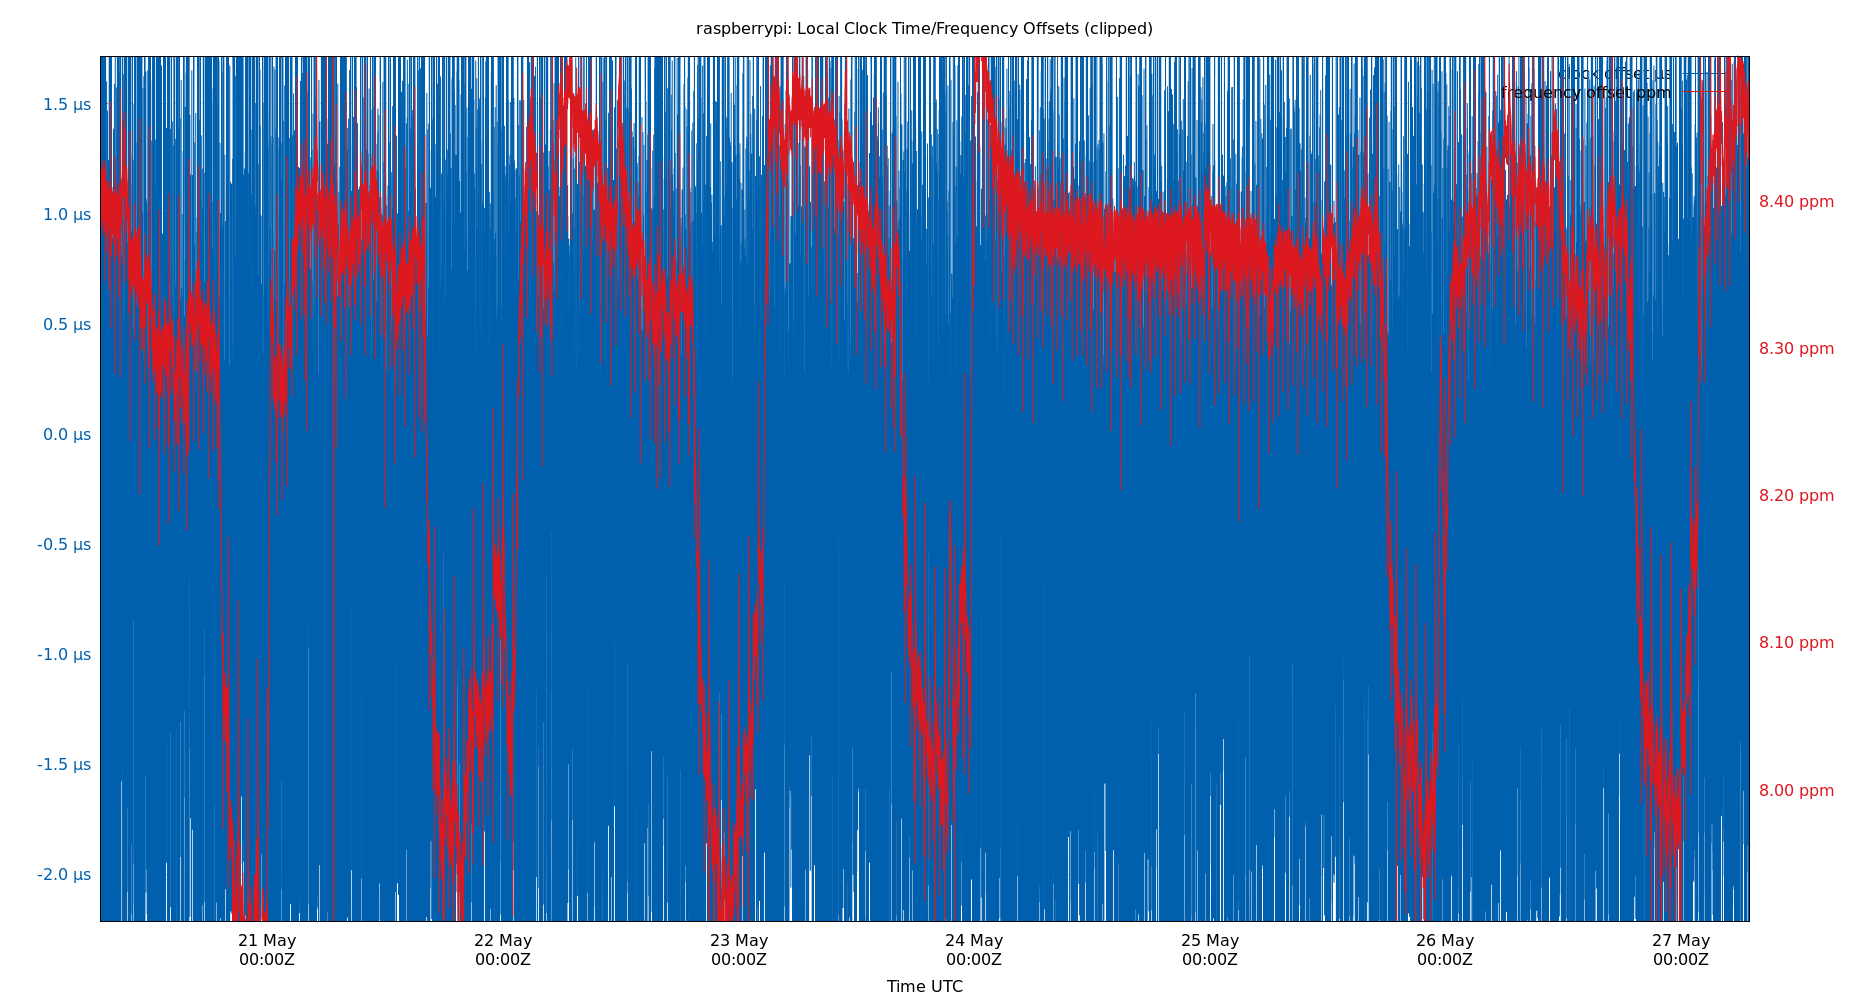 raspberrypi: Local Clock Time/Frequency Offsets (clipped)
clock offset µs
frequency offset ppm
1.5 µs
1.0 µs
0.5 µs
0.0 µs
-0.5 µs
-1.0 µs
-1.5 µs
-2.0 µs
8.40 ppm
8.30 ppm
8.20 ppm
8.10 ppm
8.00 ppm
21 May 22 May 23 May 24 May 25 May 26 May 27 May
00:00Z 00:00Z 00:00Z 00:00Z 00:00Z 00:00Z 00:00Z
Time UTC